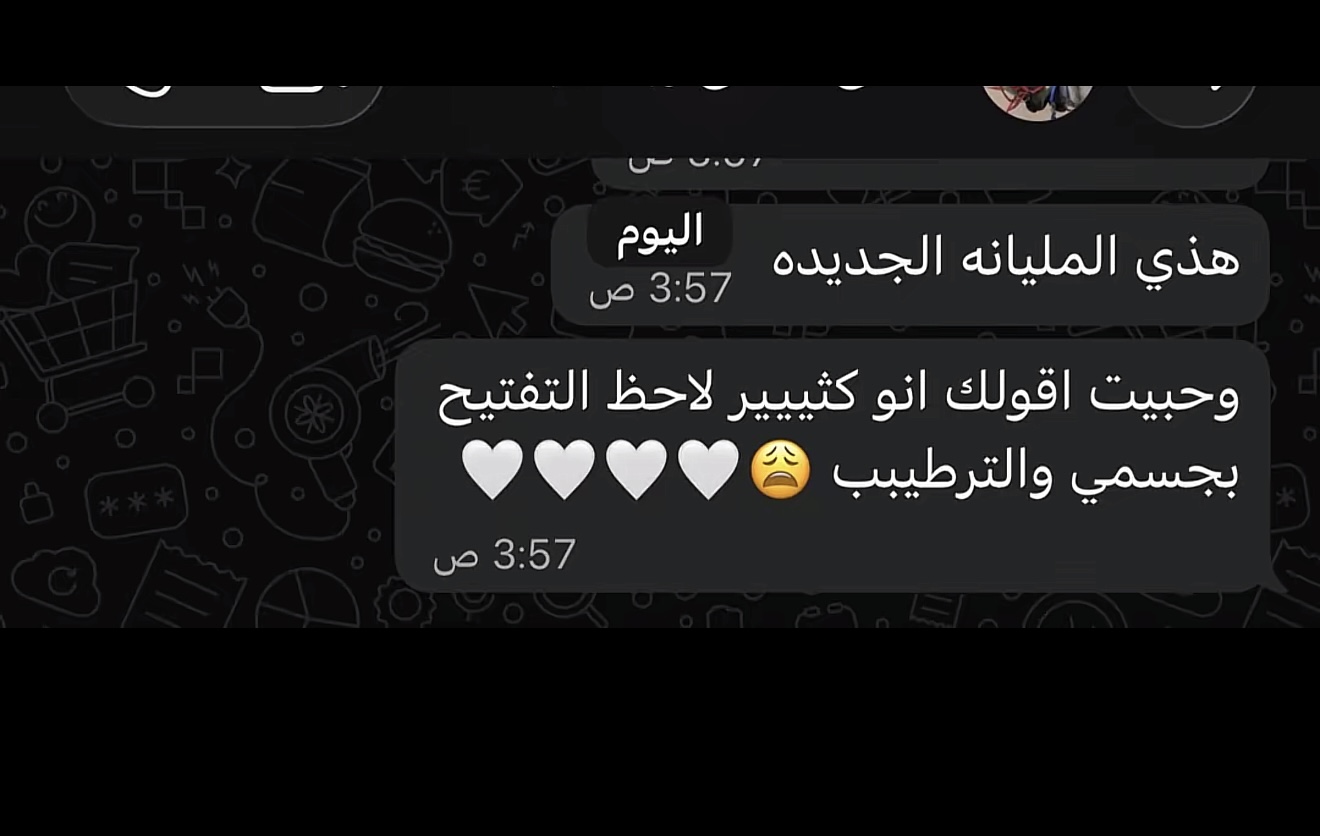 هذي المليانه الجديده
اليوم
3:57 ص
وحبيت اقولك انو كثيييير لاحظ التفتيح
بجسمي والترطيبب 😩🤍🤍🤍🤍
3:57 ص